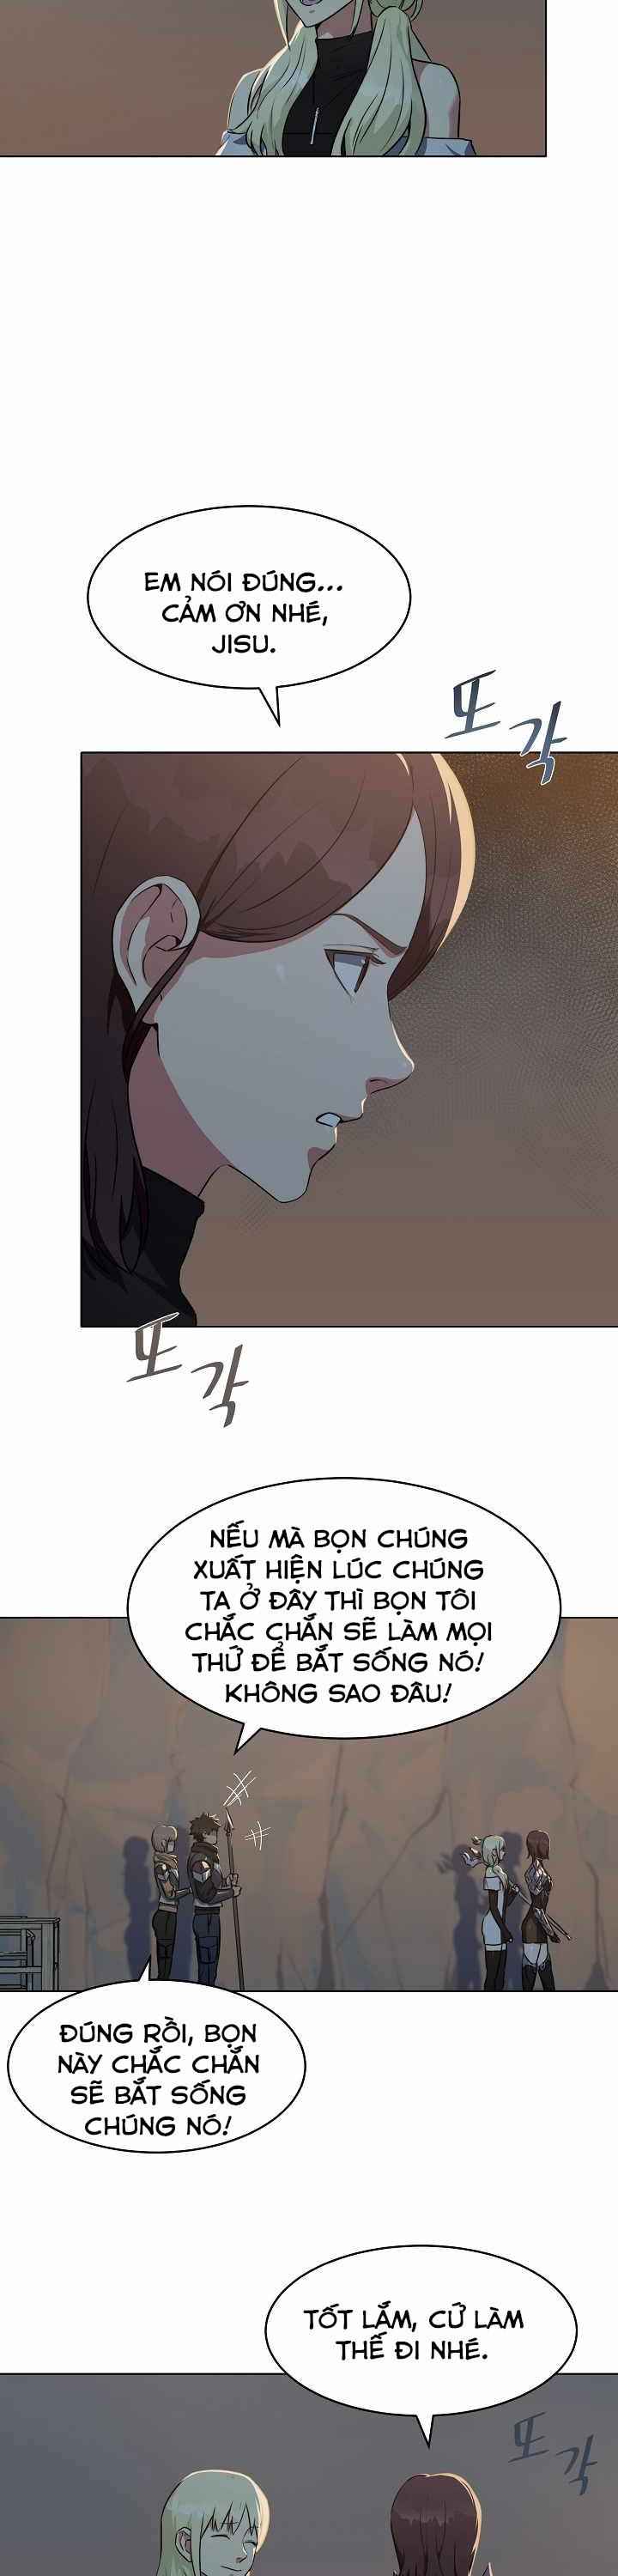 EM NÓI ĐÚNG...
CẢM ƠN NHÉ,
JISU.
또각
또각
NẾU MÀ BỌN CHÚNG
XUẤT HIỆN LÚC CHÚNG
TA Ở ĐÂY THÌ BỌN TÔI
CHẮC CHẮN SẼ LÀM MỌI
THỨ ĐỂ BẮT SỐNG NÓ!
KHÔNG SAO ĐÂU!
ĐÚNG RỒI, BỌN
NÀY CHẮC CHẮN
SẼ BẮT SỐNG
CHÚNG NÓ!
TỐT LẮM, CỨ LÀM
THẾ ĐI NHÉ.
또각